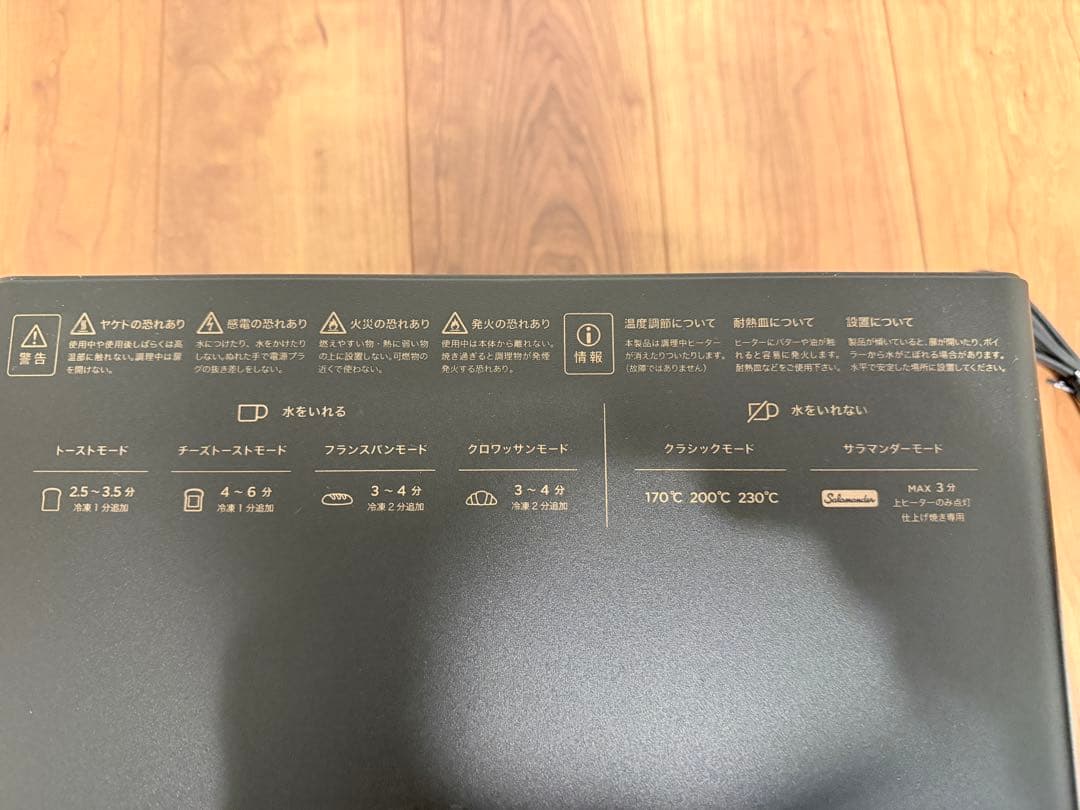 警告
ヤケドの恐れあり
使用中や使用後しばらくは高
温部に触れない。調理中は扉
を開けない。
感電の恐れあり
水につけたり、水をかけたり
しない。ぬれた手で電源プラ
グの抜き差しをしない。
火災の恐れあり
燃えやすい物・熱に弱い物
の上に設置しない。可燃物の
近くで使わない。
発火の恐れあり
使用中は本体から離れない。
焼き過ぎると調理物が発煙
発火する恐れあり。
情報
温度調節について
本製品は調理中ヒーター
が消えたりついたりします。
(故障ではありません)
耐熱皿について
ヒーターにバターや油が触
れると容易に発火します。
耐熱皿などをご使用下さい。
設置について
製品が傾いていると、扉が開いたり、ボイ
ラーから水がこぼれる場合があります。
水平で安定した場所に設置してください。
水をいれる
トーストモード
2.5～3.5分
冷凍1分追加
チーズトーストモード
4～6分
冷凍1分追加
フランスパンモード
3～4分
冷凍2分追加
クロワッサンモード
3～4分
冷凍2分追加
水をいれない
クラシックモード
170℃ 200℃ 230℃
サラマンダーモード
Salamander
MAX 3分
上ヒーターのみ点灯
仕上げ焼き専用